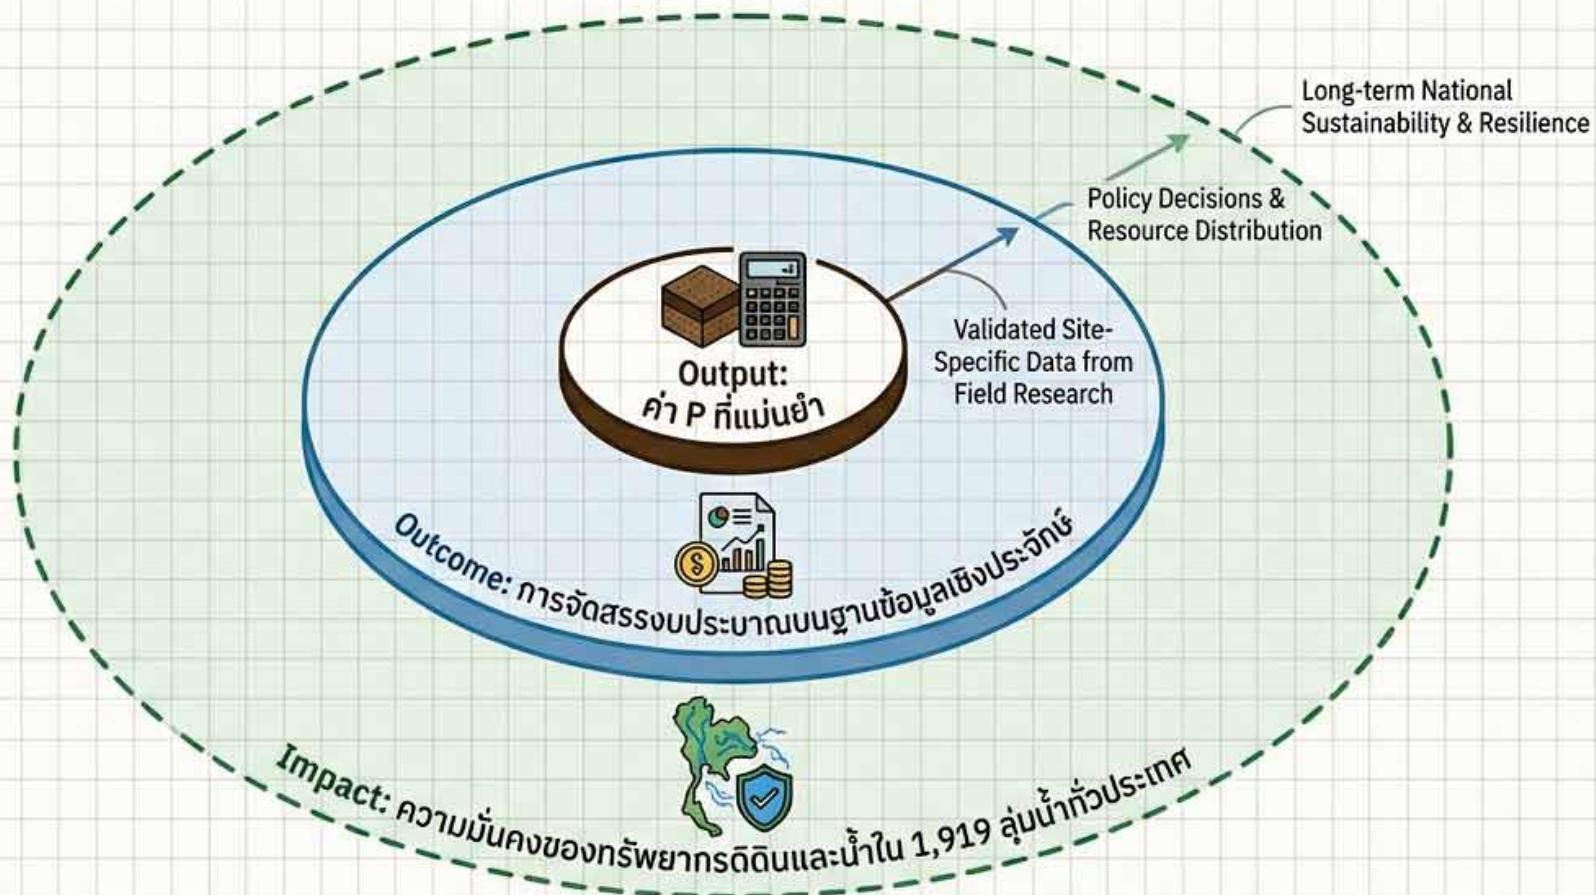 Long-term National
Sustainability & Resilience
Policy Decisions &
Resource Distribution
Validated Site-
Specific Data from
Field Research
Output:
ค่า P ที่แม่นยำ
Outcome: การจัดสรรงบประมาณบนฐานข้อมูลเชิงประจักษ์
Impact: ความมั่นคงของทรัพยากรดิดินและน้ำใน 1,919 ลุ่มน้ำทั่วประเทศ